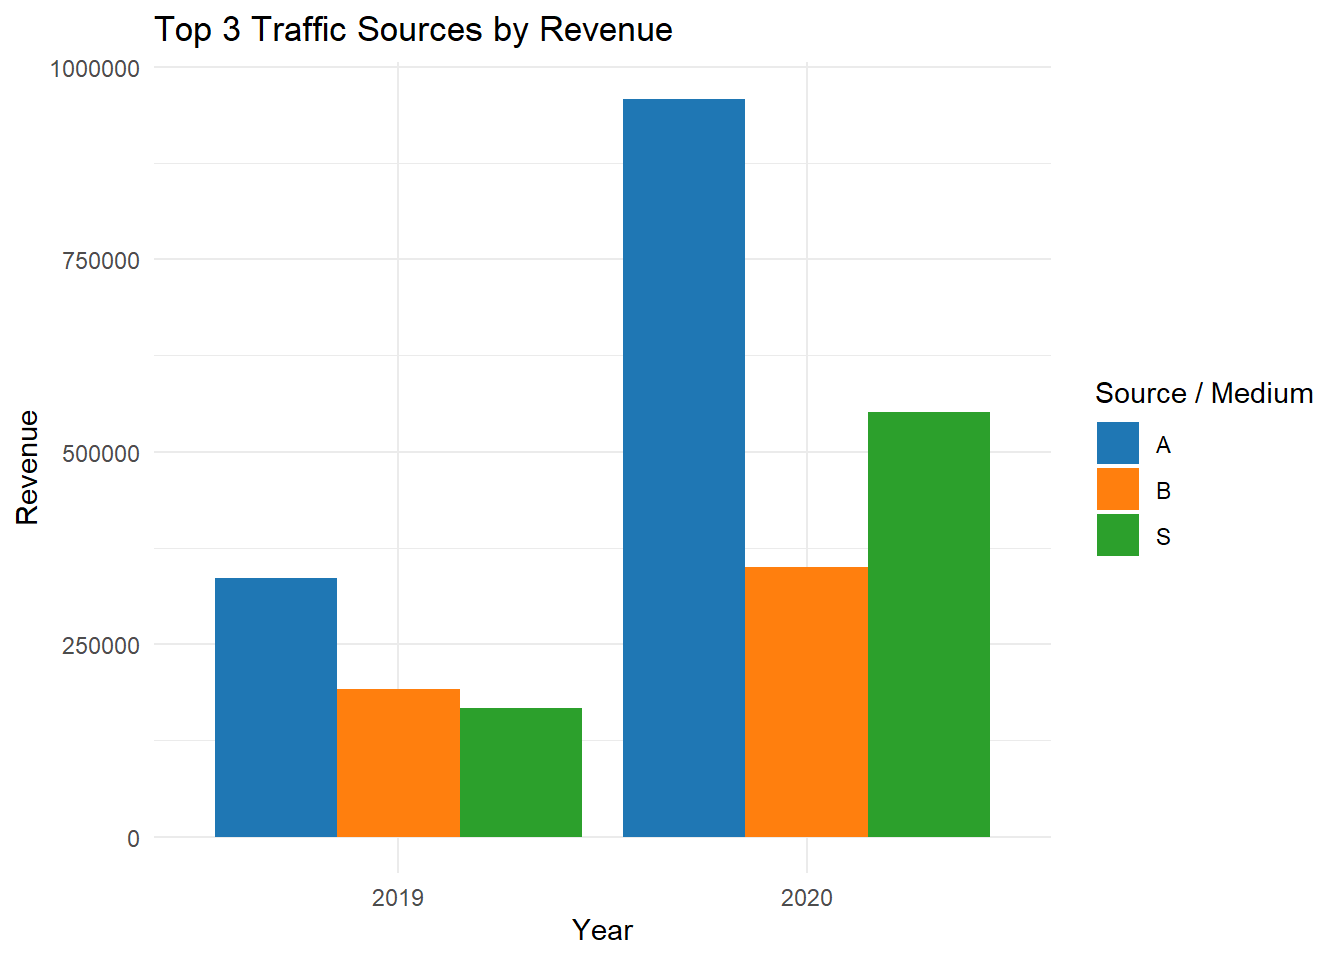 Top 3 Traffic Sources by Revenue
1000000
750000
500000
250000
0
Revenue
2019
2020
Year
Source / Medium
A
B
S